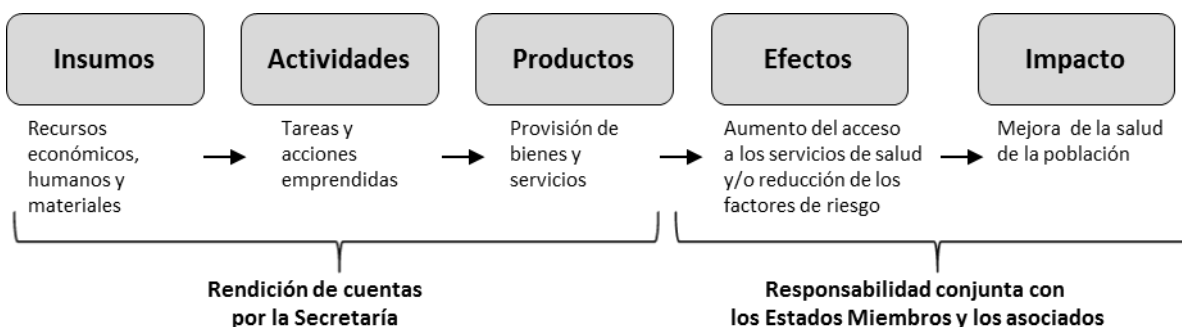 Insumos
Actividades
Productos
Efectos
Impacto
Recursos
económicos,
humanos y
materiales
Tareas y
acciones
emprendidas
Provisión de
bienes y
servicios
Aumento del acceso
a los servicios de salud
y/o reducción de los
factores de riesgo
Mejora de la salud
de la población
Rendición de cuentas
por la Secretaría
Responsabilidad conjunta con
los Estados Miembros y los asociados